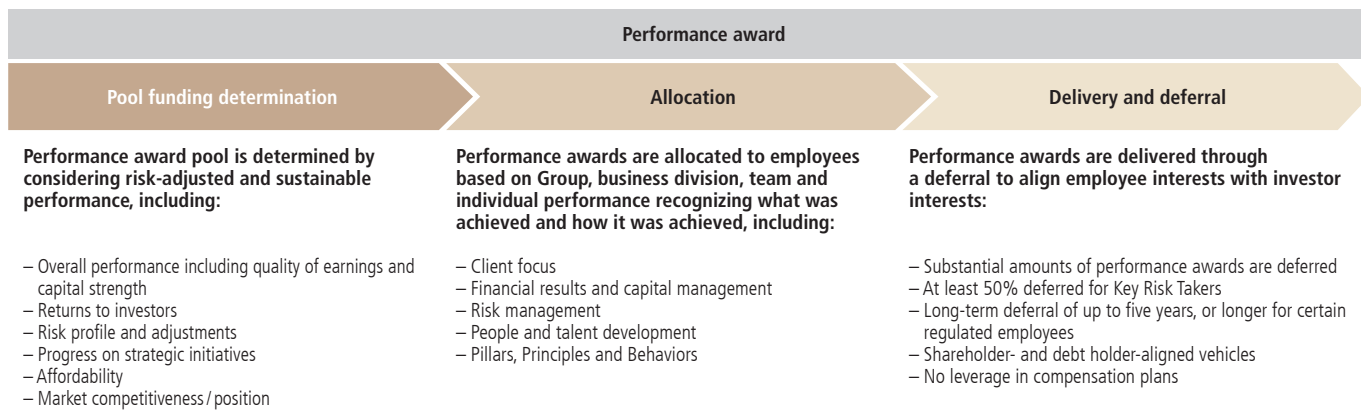 Performance award
Pool funding determination
Allocation
Delivery and deferral
Performance award pool is determined by
considering risk-adjusted and sustainable
performance, including:
– Overall performance including quality of earnings and
capital strength
– Returns to investors
– Risk profile and adjustments
– Progress on strategic initiatives
– Affordability
– Market competitiveness / position
Performance awards are allocated to employees
based on Group, business division, team and
individual performance recognizing what was
achieved and how it was achieved, including:
– Client focus
– Financial results and capital management
– Risk management
– People and talent development
– Pillars, Principles and Behaviors
Performance awards are delivered through
a deferral to align employee interests with investor
interests:
– Substantial amounts of performance awards are deferred
– At least 50% deferred for Key Risk Takers
– Long-term deferral of up to five years, or longer for certain
regulated employees
– Shareholder- and debt holder-aligned vehicles
– No leverage in compensation plans